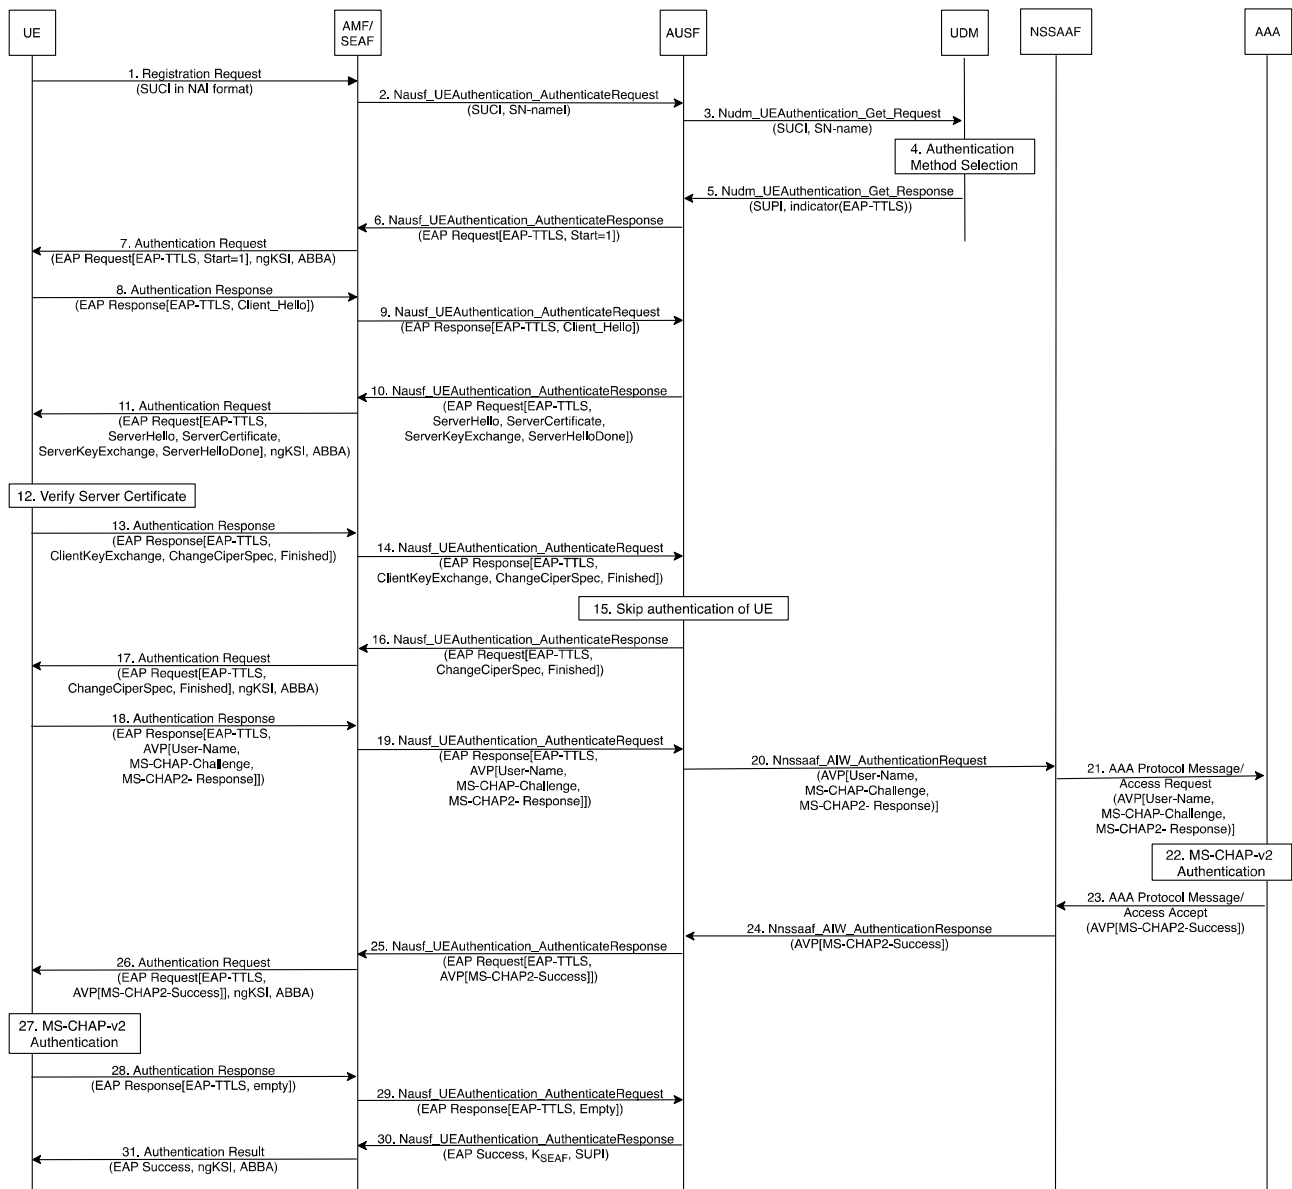 UE
AMF/
SEAF
AUSF
UDM
NSSAAF
AAA
1. Registration Request
(SUCI in NAI format)
2. Nausf_UEAuthentication_AuthenticateRequest
(SUCI, SN-namel)
3. Nudm_UEAuthentication_Get_Request
(SUCI, SN-name)
4. Authentication
Method Selection
5. Nudm_UEAuthentication_Get_Response
(SUPI, indicator(EAP-TTLS))
6. Nausf_UEAuthentication_AuthenticateResponse
(EAP Request[EAP-TTLS, Start=1])
7. Authentication Request
(EAP Request[EAP-TTLS, Start=1], ngKSI, ABBA)
8. Authentication Response
(EAP Response[EAP-TTLS, Client_Hello])
9. Nausf_UEAuthentication_AuthenticateRequest
(EAP Response[EAP-TTLS, Client_Hello])
10. Nausf_UEAuthentication_AuthenticateResponse
(EAP Request[EAP-TTLS,
ServerHello, ServerCertificate,
ServerKeyExchange, ServerHelloDone])
11. Authentication Request
(EAP Request[EAP-TTLS,
ServerHello, ServerCertificate,
ServerKeyExchange, ServerHelloDone], ngKSI, ABBA)
12. Verify Server Certificate
13. Authentication Response
(EAP Response[EAP-TTLS,
ClientKeyExchange, ChangeCiperSpec, Finished])
14. Nausf_UEAuthentication_AuthenticateRequest
(EAP Response[EAP-TTLS,
ClientKeyExchange, ChangeCiperSpec, Finished])
15. Skip authentication of UE
16. Nausf_UEAuthentication_AuthenticateResponse
(EAP Request[EAP-TTLS,
ChangeCiperSpec, Finished])
17. Authentication Request
(EAP Request[EAP-TTLS,
ChangeCiperSpec, Finished], ngKSI, ABBA)
18. Authentication Response
(EAP Response[EAP-TTLS,
AVP[User-Name,
MS-CHAP-Challenge,
MS-CHAP2- Response]])
19. Nausf_UEAuthentication_AuthenticateRequest
(EAP Response[EAP-TTLS,
AVP[User-Name,
MS-CHAP-Challenge,
MS-CHAP2- Response]])
20. Nnssaaf_AIW_AuthenticationRequest
(AVP[User-Name,
MS-CHAP-Challenge,
MS-CHAP2- Response)]
21. AAA Protocol Message/
Access Request
(AVP[User-Name,
MS-CHAP-Challenge,
MS-CHAP2- Response)]
22. MS-CHAP-v2
Authentication
23. AAA Protocol Message/
Access Accept
(AVP[MS-CHAP2-Success])
24. Nnssaaf_AIW_AuthenticationResponse
(AVP[MS-CHAP2-Success])
25. Nausf_UEAuthentication_AuthenticateResponse
(EAP Request[EAP-TTLS,
AVP[MS-CHAP2-Success]])
26. Authentication Request
(EAP Request[EAP-TTLS,
AVP[MS-CHAP2-Success]], ngKSI, ABBA)
27. MS-CHAP-v2
Authentication
28. Authentication Response
(EAP Response[EAP-TTLS, empty])
29. Nausf_UEAuthentication_AuthenticateRequest
(EAP Response[EAP-TTLS, Empty])
30. Nausf_UEAuthentication_AuthenticateResponse
(EAP Success, KSEAF, SUPI)
31. Authentication Result
(EAP Success, ngKSI, ABBA)